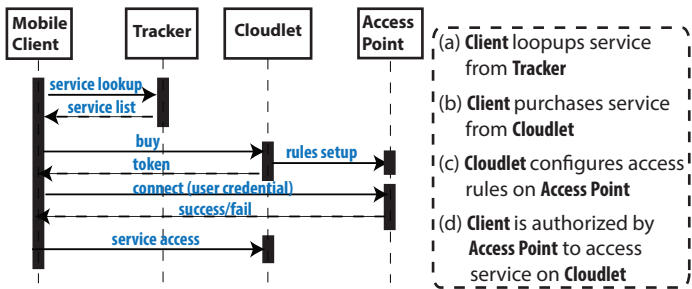 Mobile
Client
Tracker
Cloudlet
Access
Point
service lookup
service list
buy
rules setup
token
connect (user credential)
success/fail
service access
(a) Client loopups service
from Tracker
(b) Client purchases service
from Cloudlet
(c) Cloudlet configures access
rules on Access Point
(d) Client is authorized by
Access Point to access
service on Cloudlet